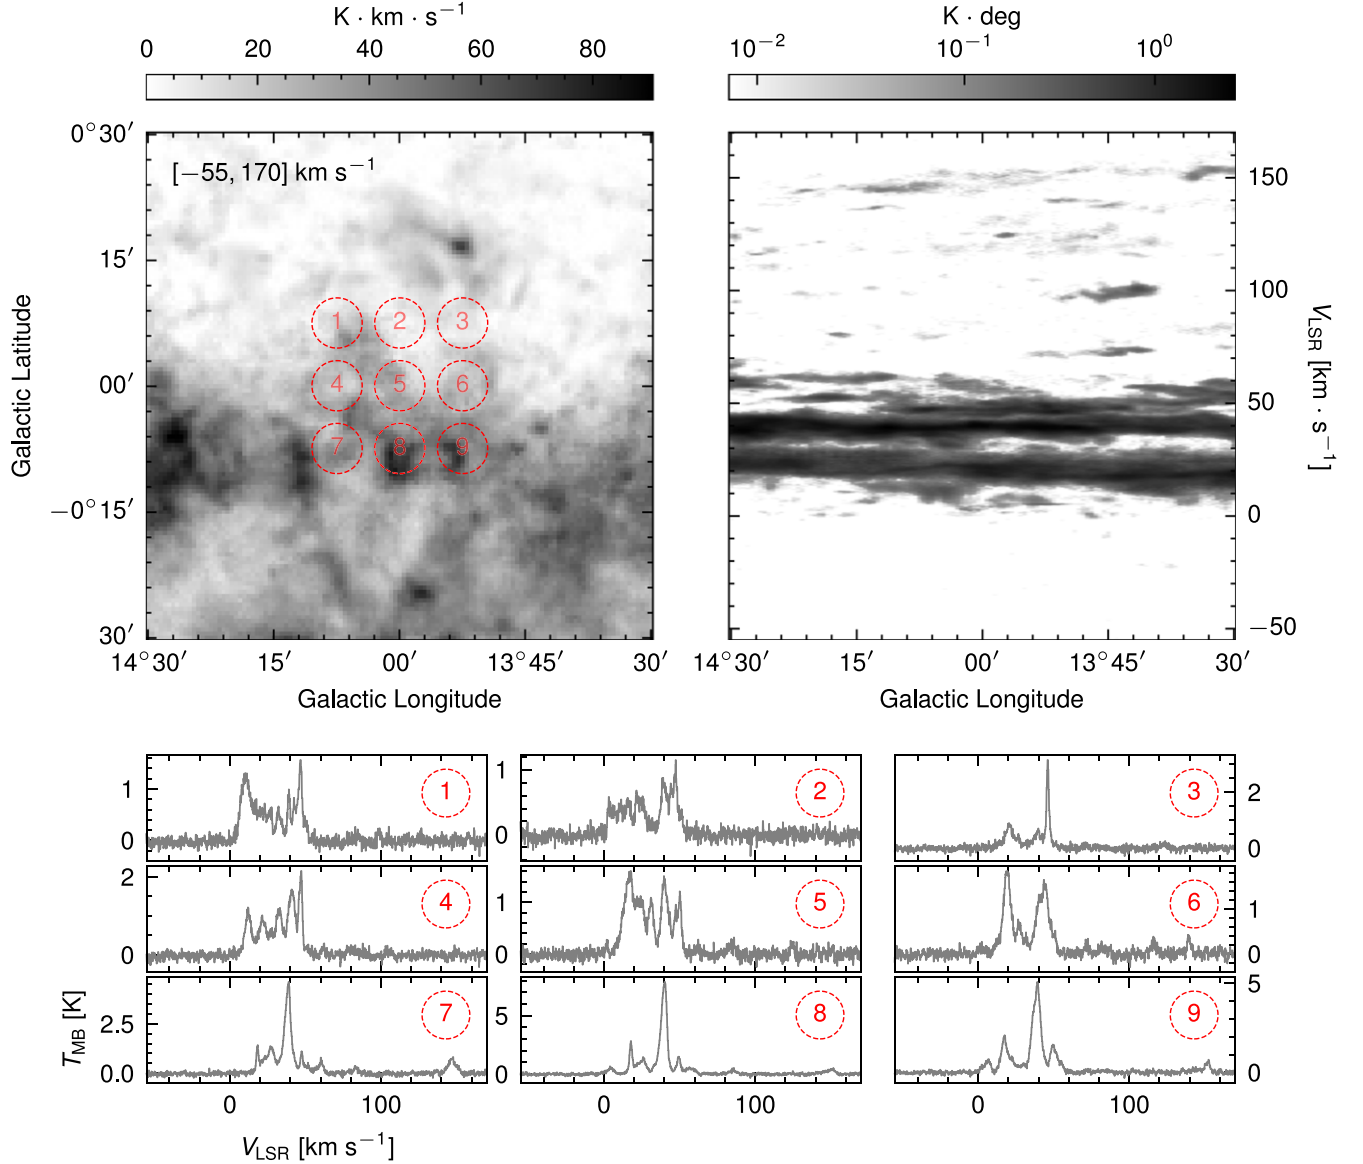 K · km · s⁻¹
K · deg
0 20 40 60 80
10⁻² 10⁻¹ 10⁰
0°30′
15′
00′
−0°15′
30′
Galactic Latitude
[−55, 170] km s⁻¹
1 2 3
4 5 6
7 8 9
14°30′ 15′ 00′ 13°45′ 30′
Galactic Longitude
150
100
50
0
−50
V_LSR [km · s⁻¹]
14°30′ 15′ 00′ 13°45′ 30′
Galactic Longitude
1
0
1
1
0
2
2
0
3
2
0
4
1
0
5
1
0
6
2.5
0.0
7
5
0
8
5
0
9
T_MB [K]
0 100
0 100
0 100
V_LSR [km s⁻¹]